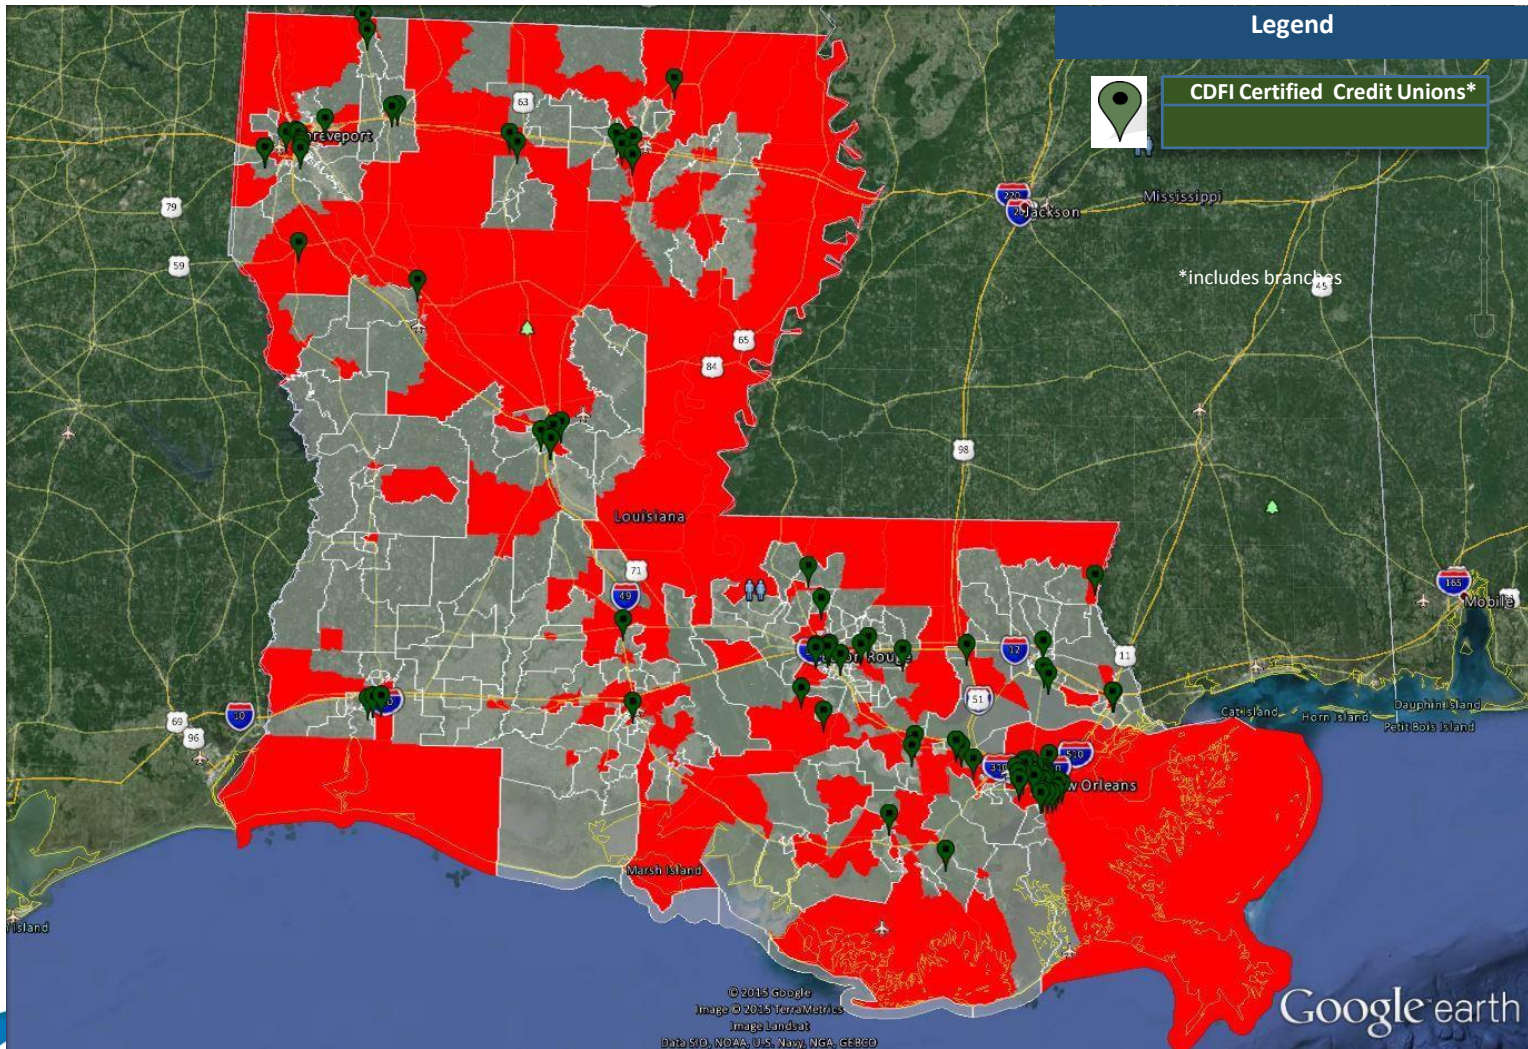 Legend
CDFI Certified Credit Unions*
63
Shreveport
79
220
20
Jackson
Mississippi
59
*includes branches
45
65
84
98
Louisiana
71
49
165
Mobile
12
11
Baton Rouge
51
10
69
96
Cat Island
Horn Island
Dauphin Island
Petit Bois Island
310
510
New Orleans
Marsh Island
Island
© 2015 Google
Image © 2015 TerraMetrics
Image Landsat
Data SIO, NOAA, U.S. Navy, NGA, GEBCO
Google earth